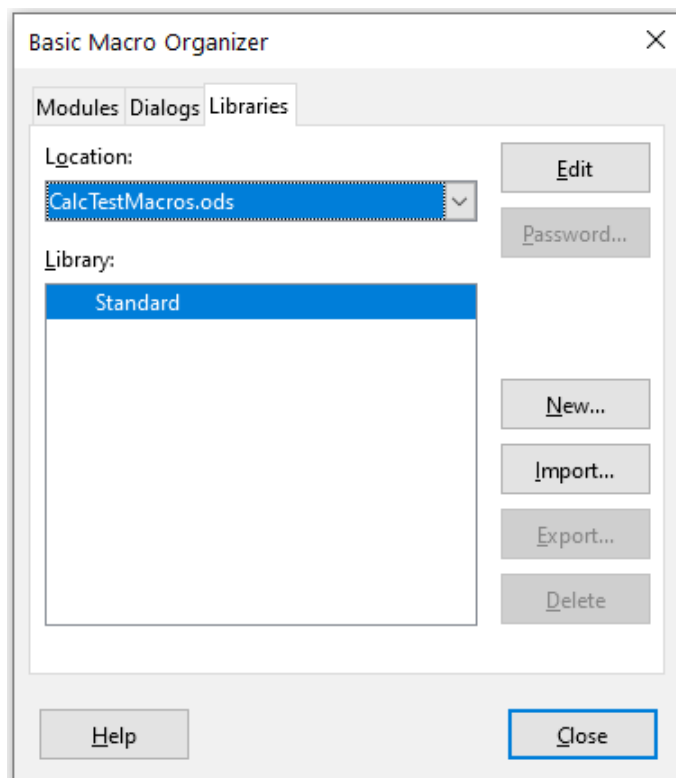 Basic Macro Organizer
Modules Dialogs Libraries
Location:
CalcTestMacros.ods
Edit
Password...
Library:
Standard
New...
Import...
Export...
Delete
Help
Close